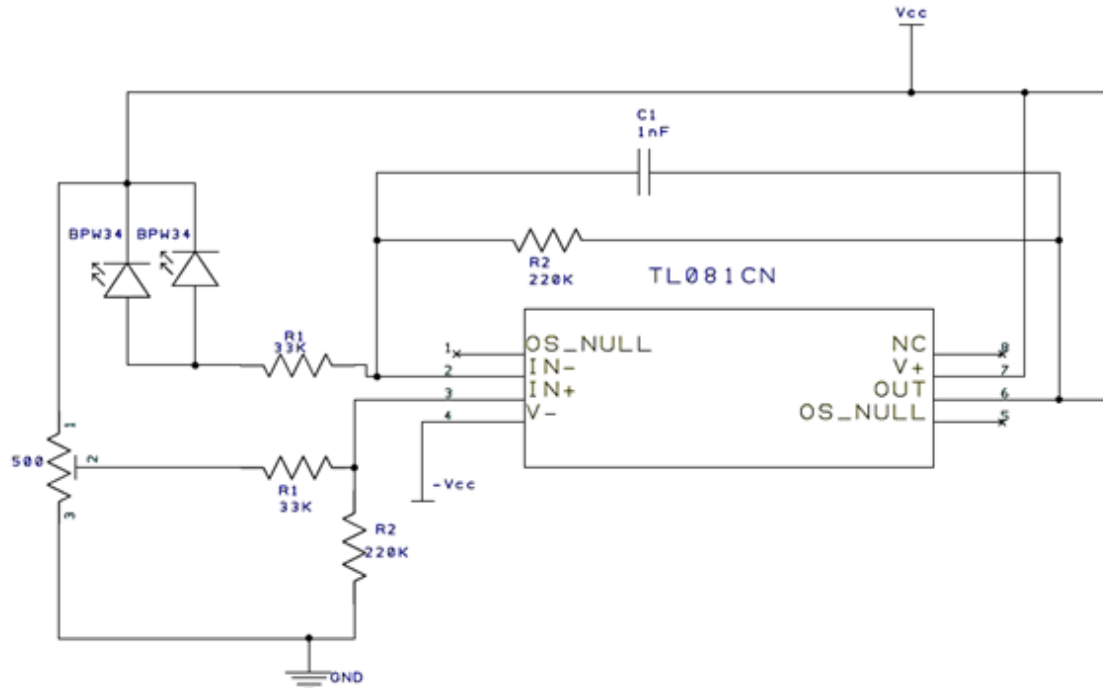 Vcc
C1
1nF
BPW34 BPW34
R2
220K
TL081CN
R1
33K
1 OS_NULL NC 8
2 IN- V+ 7
3 IN+ OUT 6
4 V- OS_NULL 5
1
500 2
3
R1
33K
-Vcc
R2
220K
GND